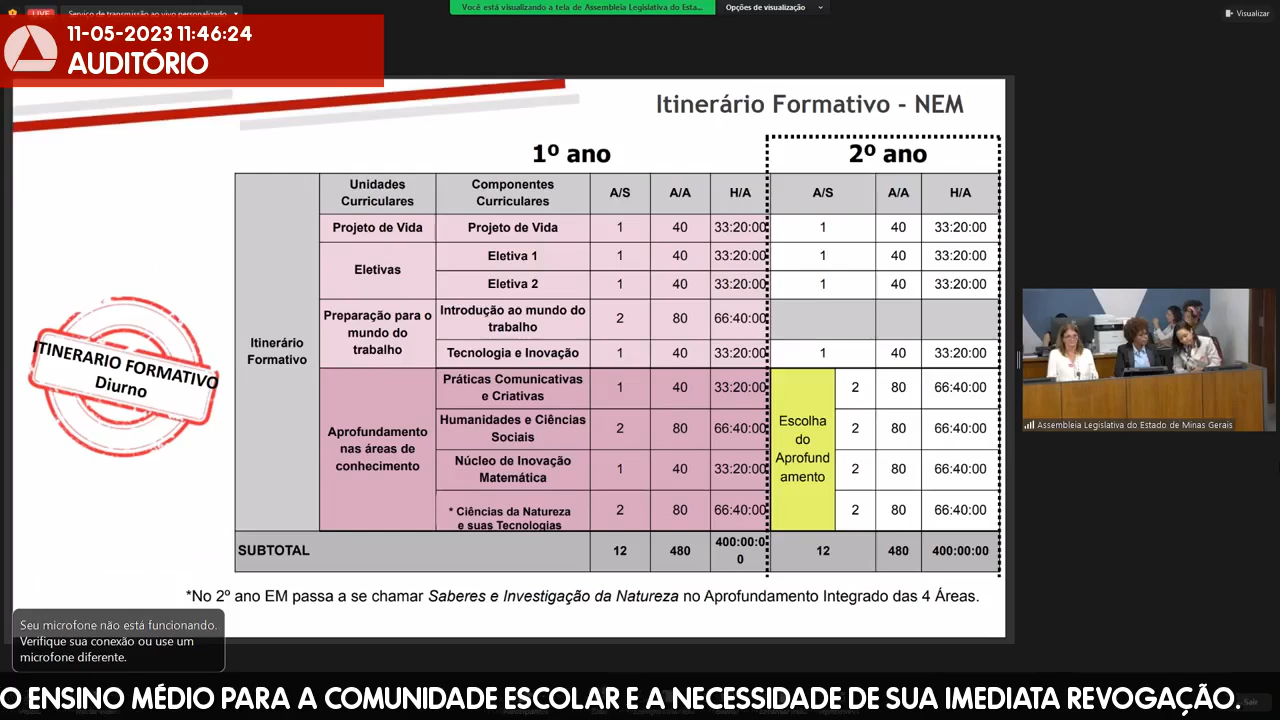 LIVE
Serviço de transmissão ao vivo personalizado
Você está visualizando a tela de Assembleia Legislativa do Esta...
Opções de visualização
Visualizar
11-05-2023 11:46:24
AUDITÓRIO
Itinerário Formativo - NEM
1º ano 2º ano
Unidades Curriculares Componentes Curriculares A/S A/A H/A A/S A/A H/A
Projeto de Vida Projeto de Vida 1 40 33:20:00 1 40 33:20:00
Eletivas Eletiva 1 1 40 33:20:00 1 40 33:20:00
Eletiva 2 1 40 33:20:00 1 40 33:20:00
Itinerário Formativo
Preparação para o mundo do trabalho Introdução ao mundo do trabalho 2 80 66:40:00
Tecnologia e Inovação 1 40 33:20:00 1 40 33:20:00
Aprofundamento nas áreas de conhecimento
Práticas Comunicativas e Criativas 1 40 33:20:00 Escolha do Aprofundamento 2 80 66:40:00
Humanidades e Ciências Sociais 2 80 66:40:00 2 80 66:40:00
Núcleo de Inovação Matemática 1 40 33:20:00 2 80 66:40:00
* Ciências da Natureza e suas Tecnologias 2 80 66:40:00 2 80 66:40:00
SUBTOTAL 12 480 400:00:00 12 480 400:00:00
ITINERARIO FORMATIVO
Diurno
*No 2º ano EM passa a se chamar Saberes e Investigação da Natureza no Aprofundamento Integrado das 4 Áreas.
Assembleia Legislativa do Estado de Minas Gerais
Seu microfone não está funcionando.
Verifique sua conexão ou use um
microfone diferente.
Sair
O ENSINO MÉDIO PARA A COMUNIDADE ESCOLAR E A NECESSIDADE DE SUA IMEDIATA REVOGAÇÃO.